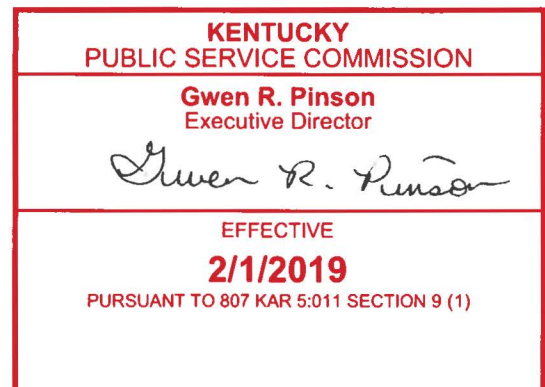 KENTUCKY
PUBLIC SERVICE COMMISSION
Gwen R. Pinson
Executive Director
Gwen R. Pinson
EFFECTIVE
2/1/2019
PURSUANT TO 807 KAR 5:011 SECTION 9 (1)